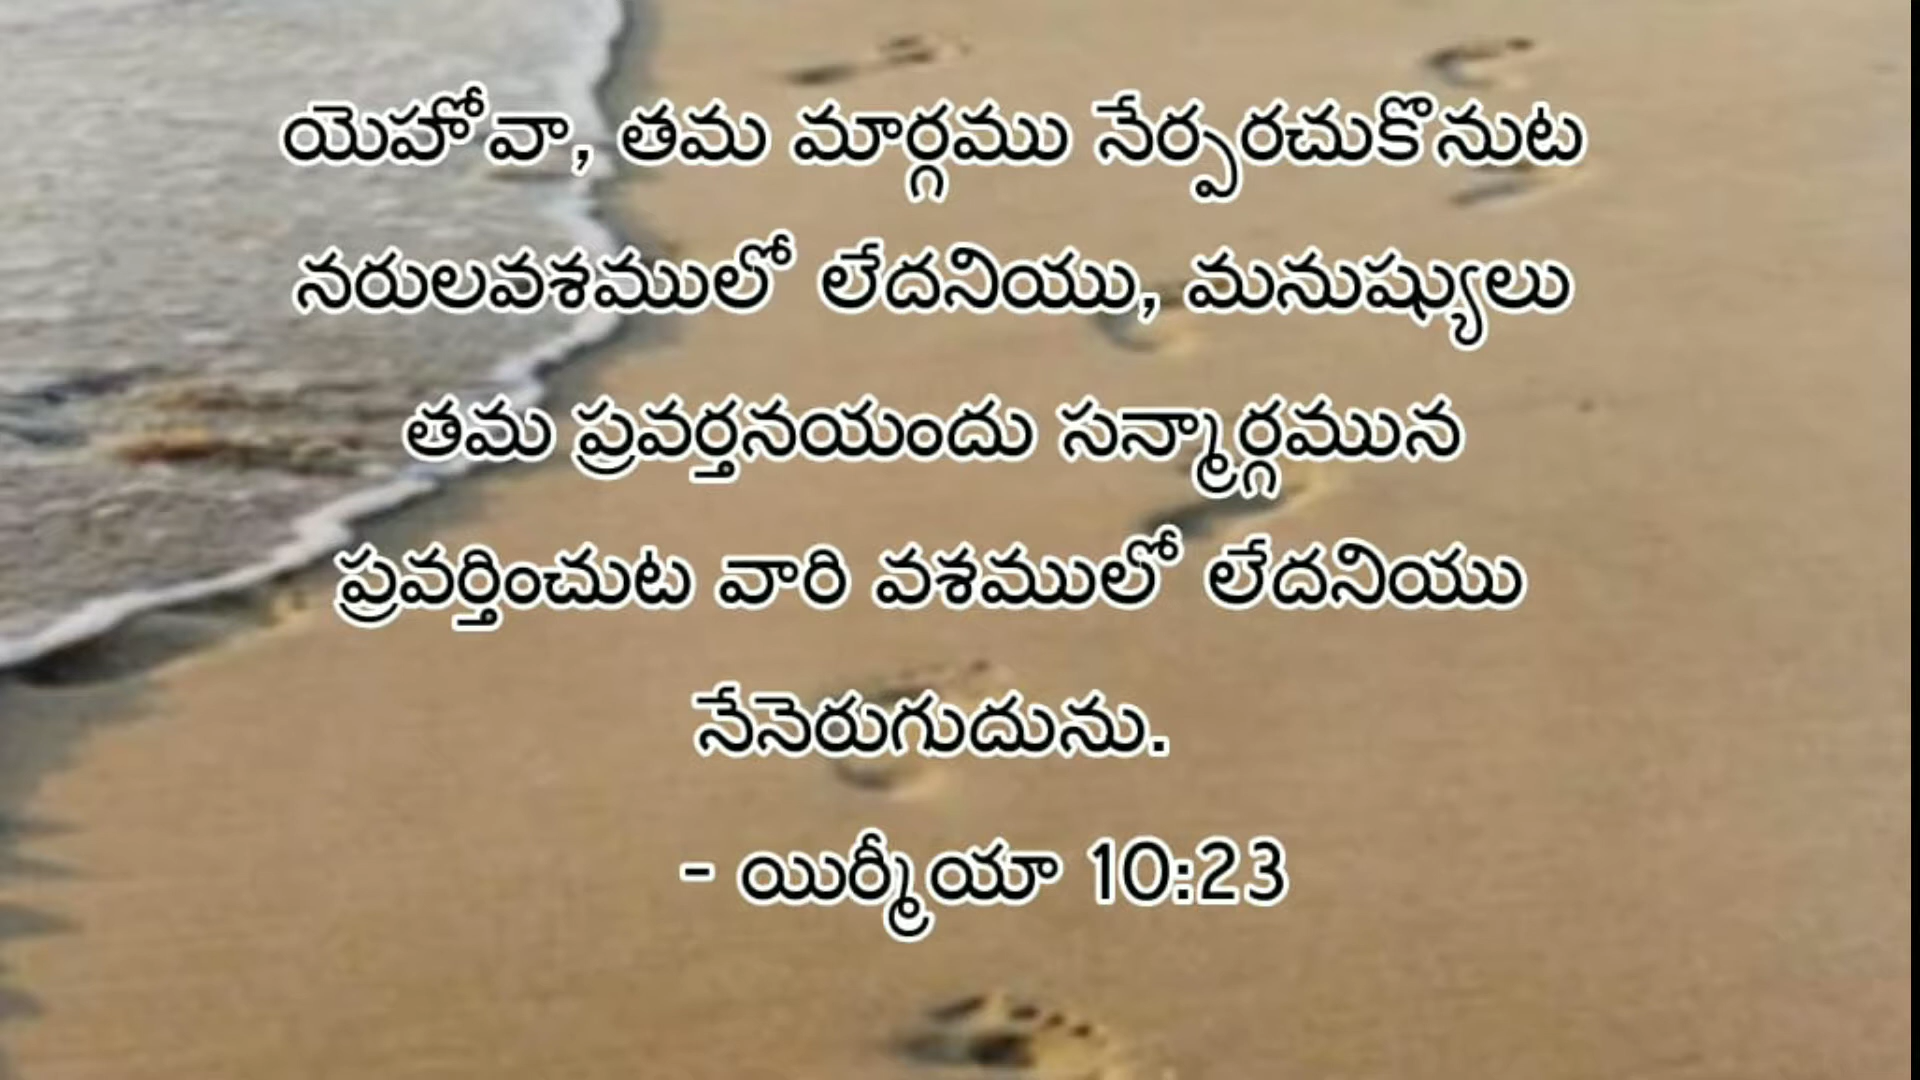 యెహోవా, తమ మార్గము నేర్పరచుకొనుట
నరులవశములో లేదనియు, మనుష్యులు
తమ ప్రవర్తనయందు సన్మార్గమున
ప్రవర్తించుట వారి వశములో లేదనియు
నేనెరుగుదును.
- యిర్మీయా 10:23